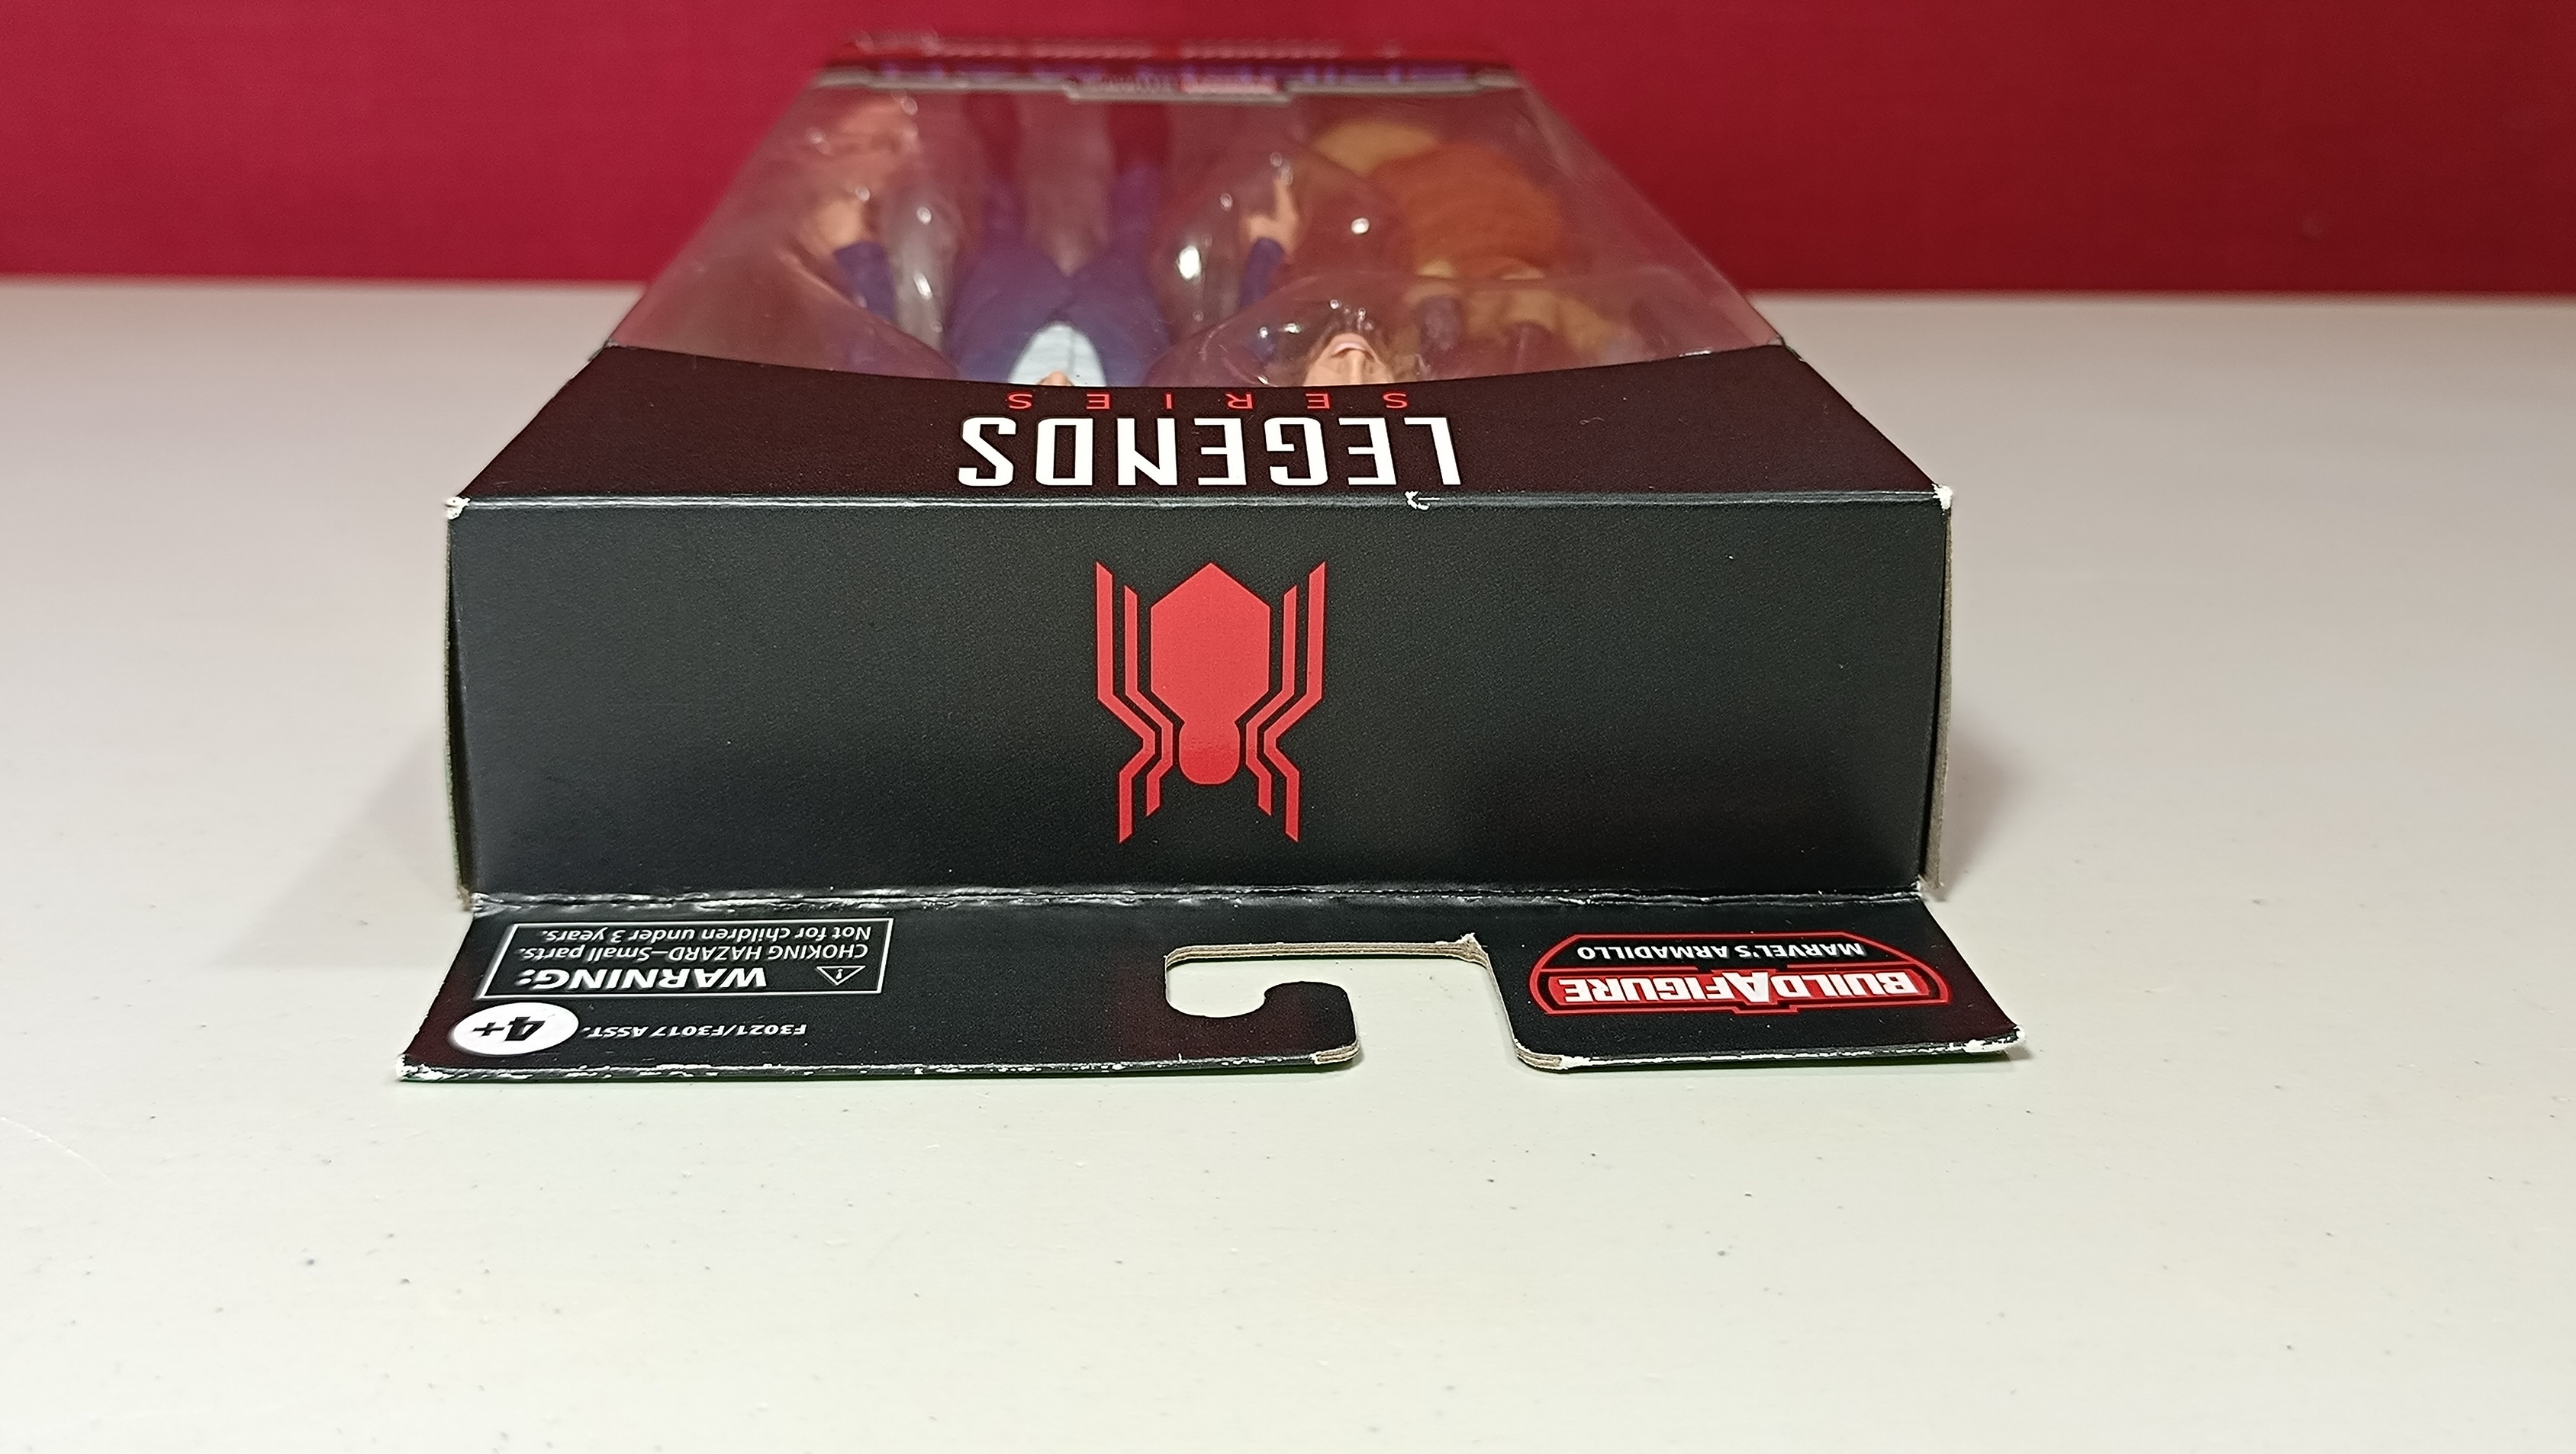 BUILDAFIGURE
MARVEL'S ARMADILLO
F3021/F3017 ASST.
4+
WARNING:
CHOKING HAZARD–Small parts.
Not for children under 3 years.
LEGENDS
SERIES